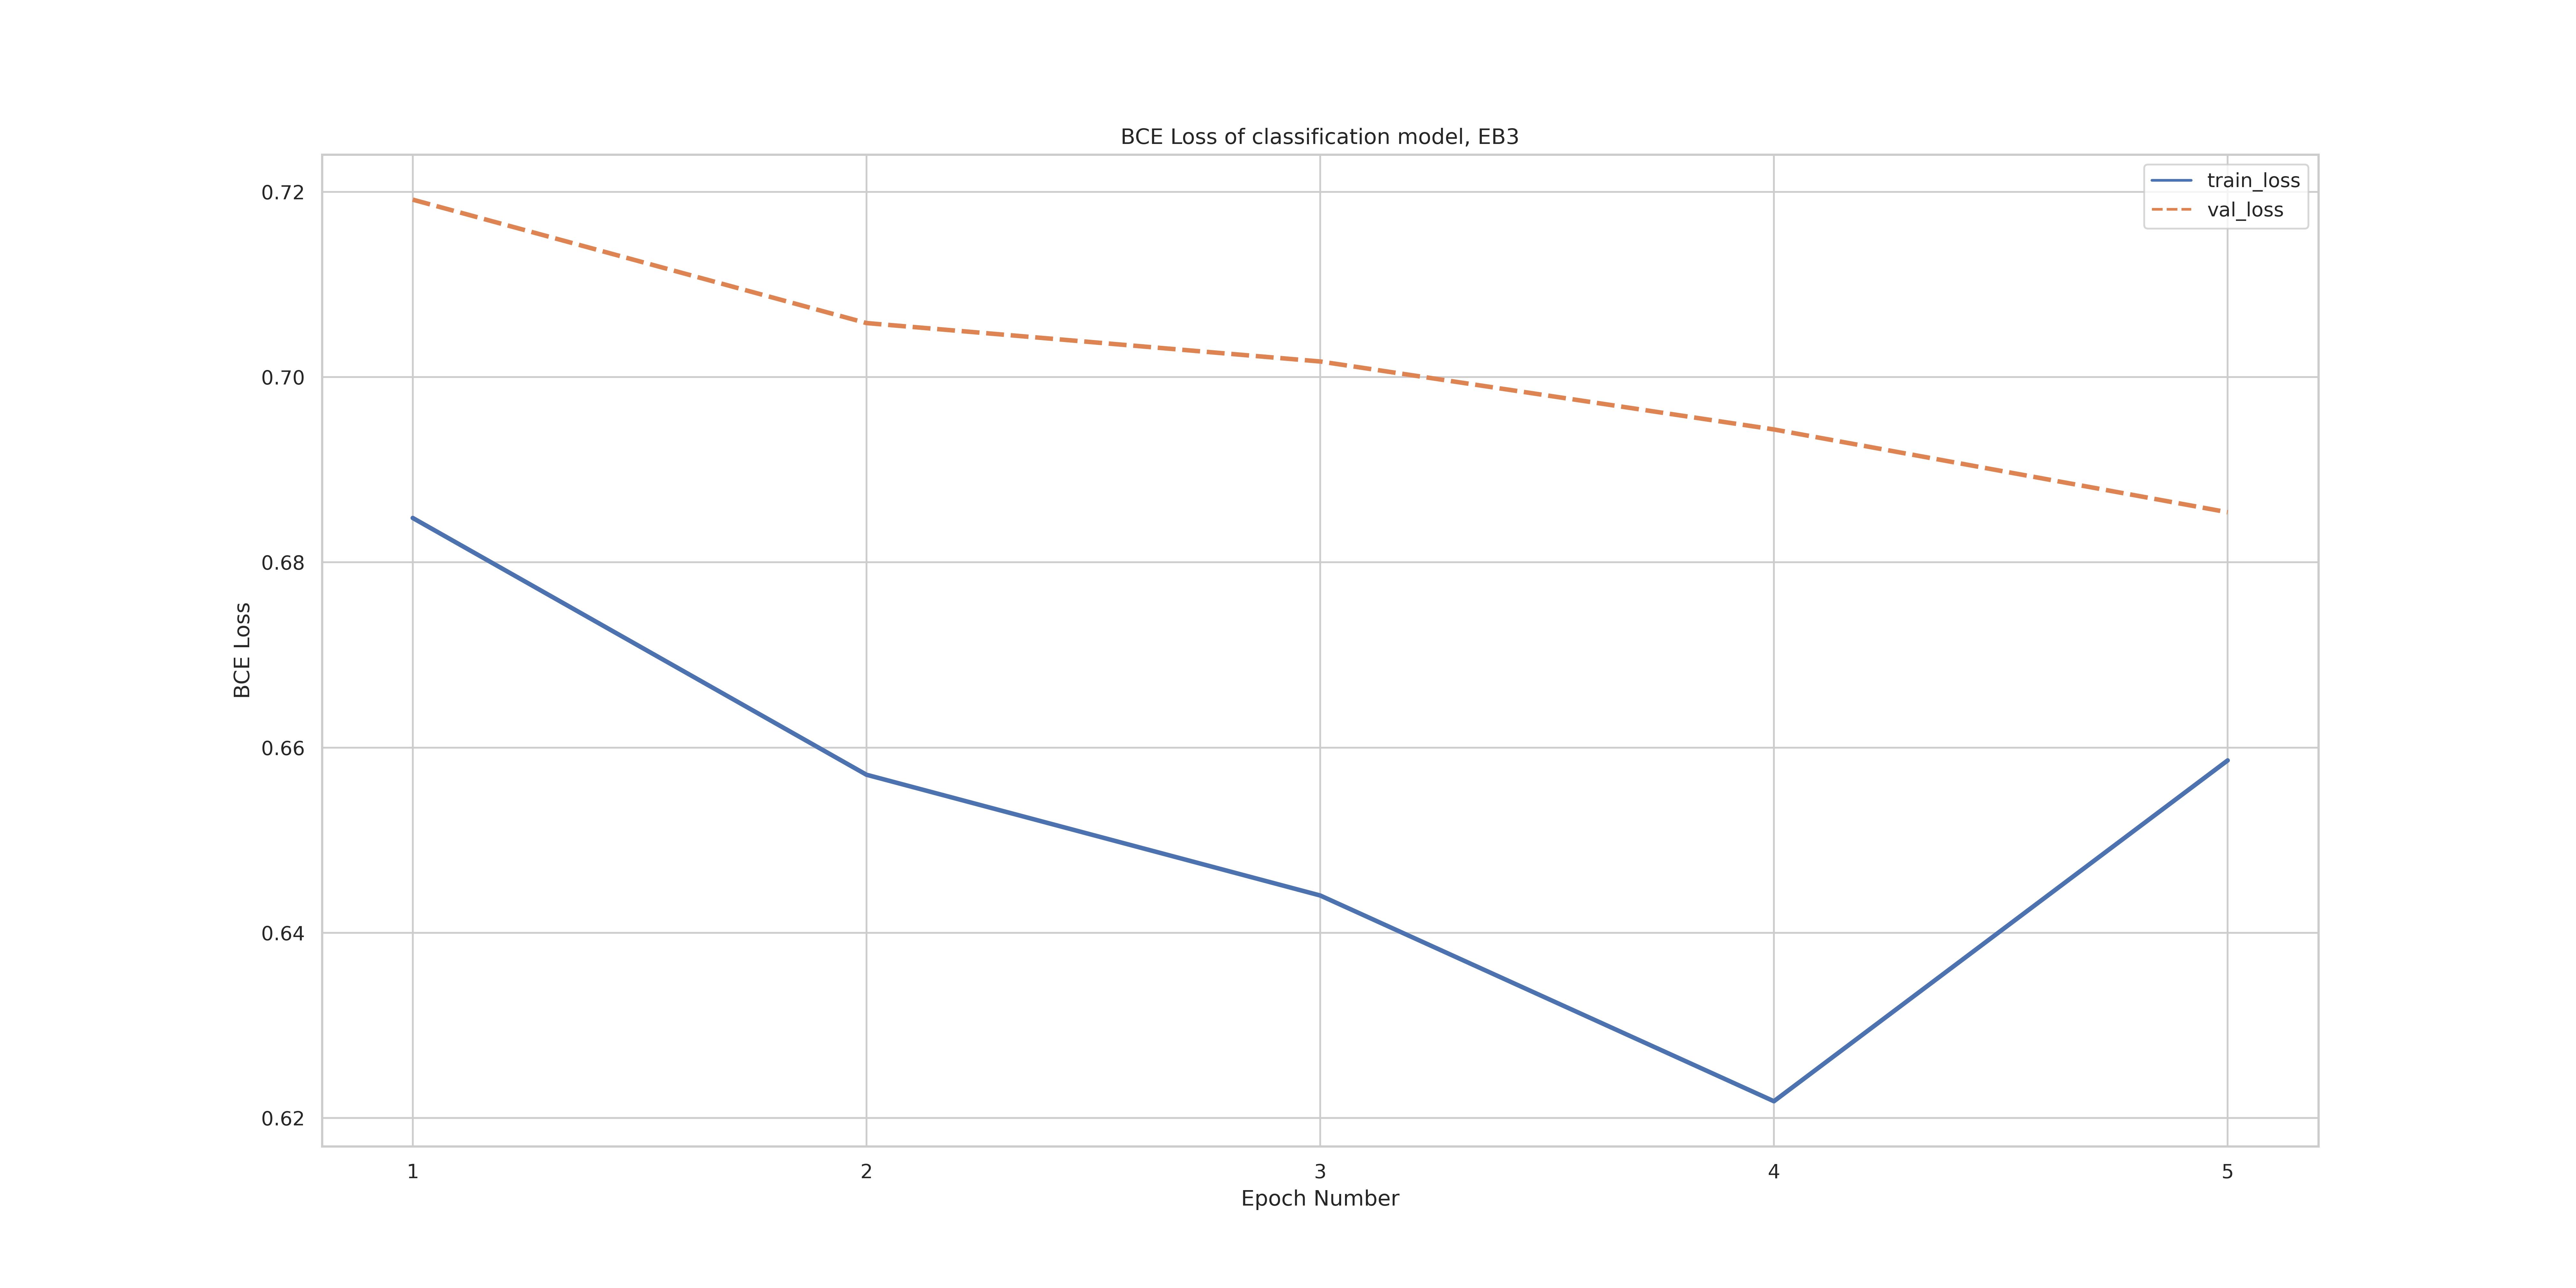 BCE Loss of classification model, EB3
train_loss
val_loss
0.72
0.70
0.68
0.66
0.64
0.62
BCE Loss
1 2 3 4 5
Epoch Number